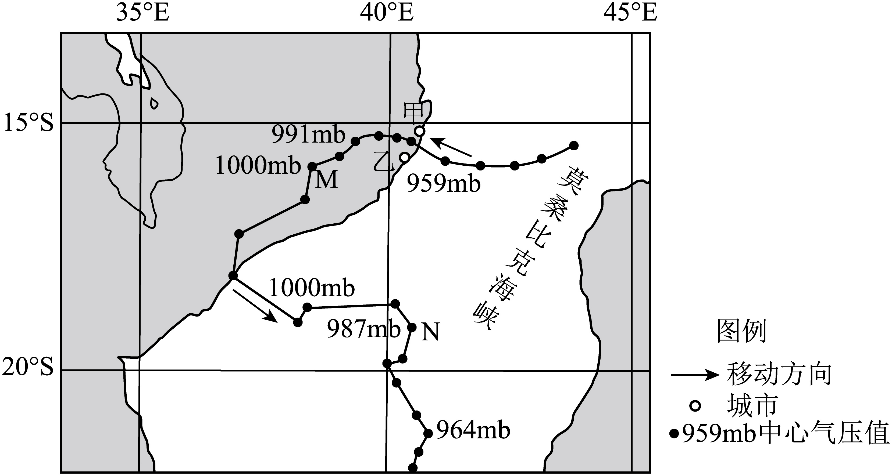 35°E
40°E
45°E
15°S
甲
991mb
1000mb
乙
M
959mb
莫桑比克海峡
1000mb
987mb
N
图例
20°S
移动方向
城市
964mb
959mb中心气压值